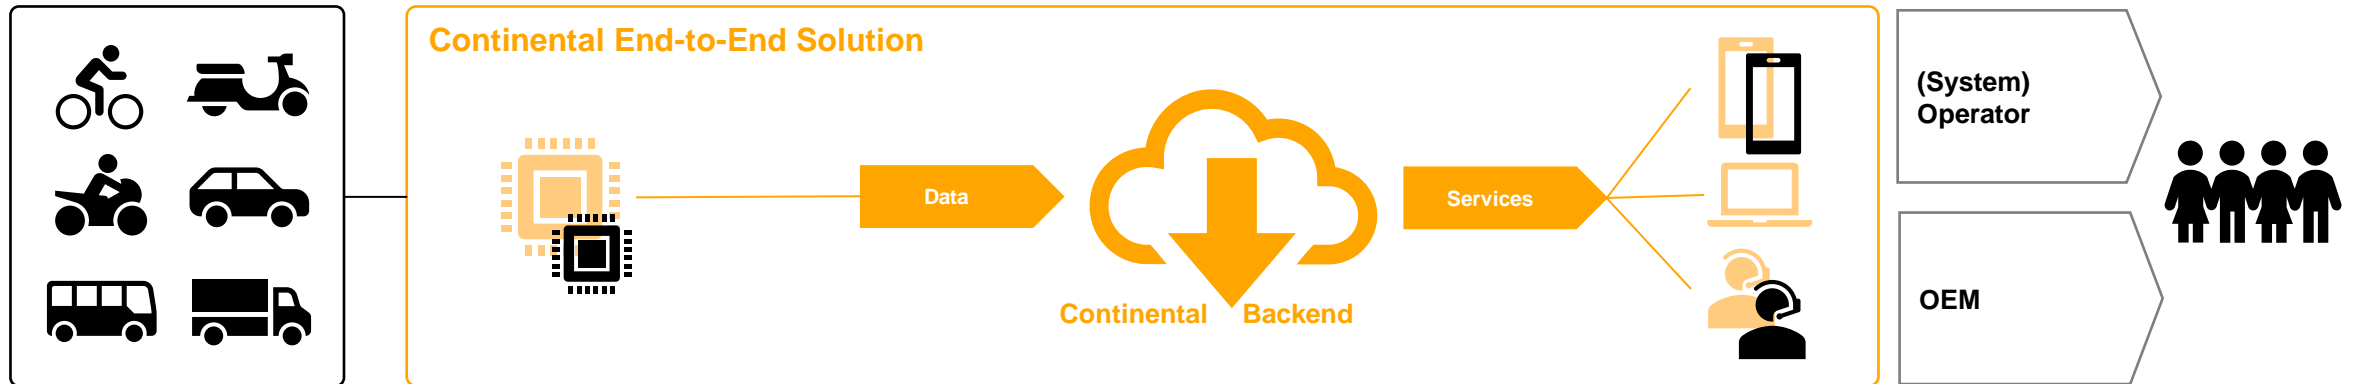 Continental End-to-End Solution
Data
Continental Backend
Services
(System)
Operator
OEM